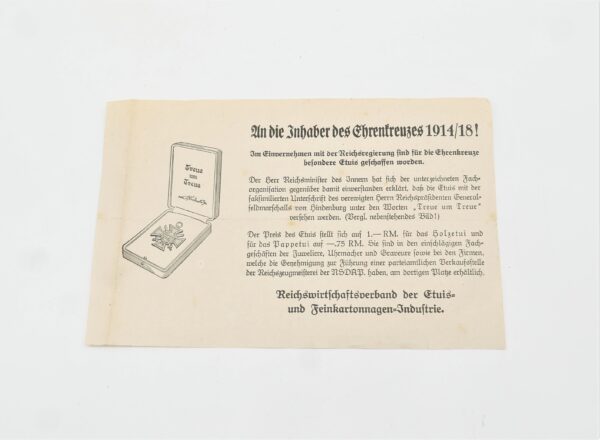 An die Inhaber des Ehrenkreuzes 1914/18!
Im Einvernehmen mit der Reichsregierung sind für die Ehrenkreuze
besondere Etuis geschaffen worden.
Der Herr Reichsminister des Innern hat sich der unterzeichneten Fach-
organisation gegenüber damit einverstanden erklärt, daß die Etuis mit der
faksimilierten Unterschrift des verewigten Herrn Reichspräsidenten General-
feldmarschalls von Hindenburg unter den Worten „Treue um Treue"
versehen werden. (Vergl. nebenstehendes Bild!)
Der Preis des Etuis stellt sich auf 1.— RM. für das Holzetui und
für das Pappetui auf —.75 RM. Sie sind in den einschlägigen Fach-
geschäften der Juweliere, Uhrmacher und Graveure sowie bei den Firmen,
welche die Genehmigung zur Führung einer parteiamtlichen Verkaufsstelle
der Reichszeugmeisterei der NSDAP. haben, am dortigen Platze erhältlich.
Reichswirtschaftsverband der Etuis-
und Feinkartonnagen-Industrie.
Treue
um
Treue